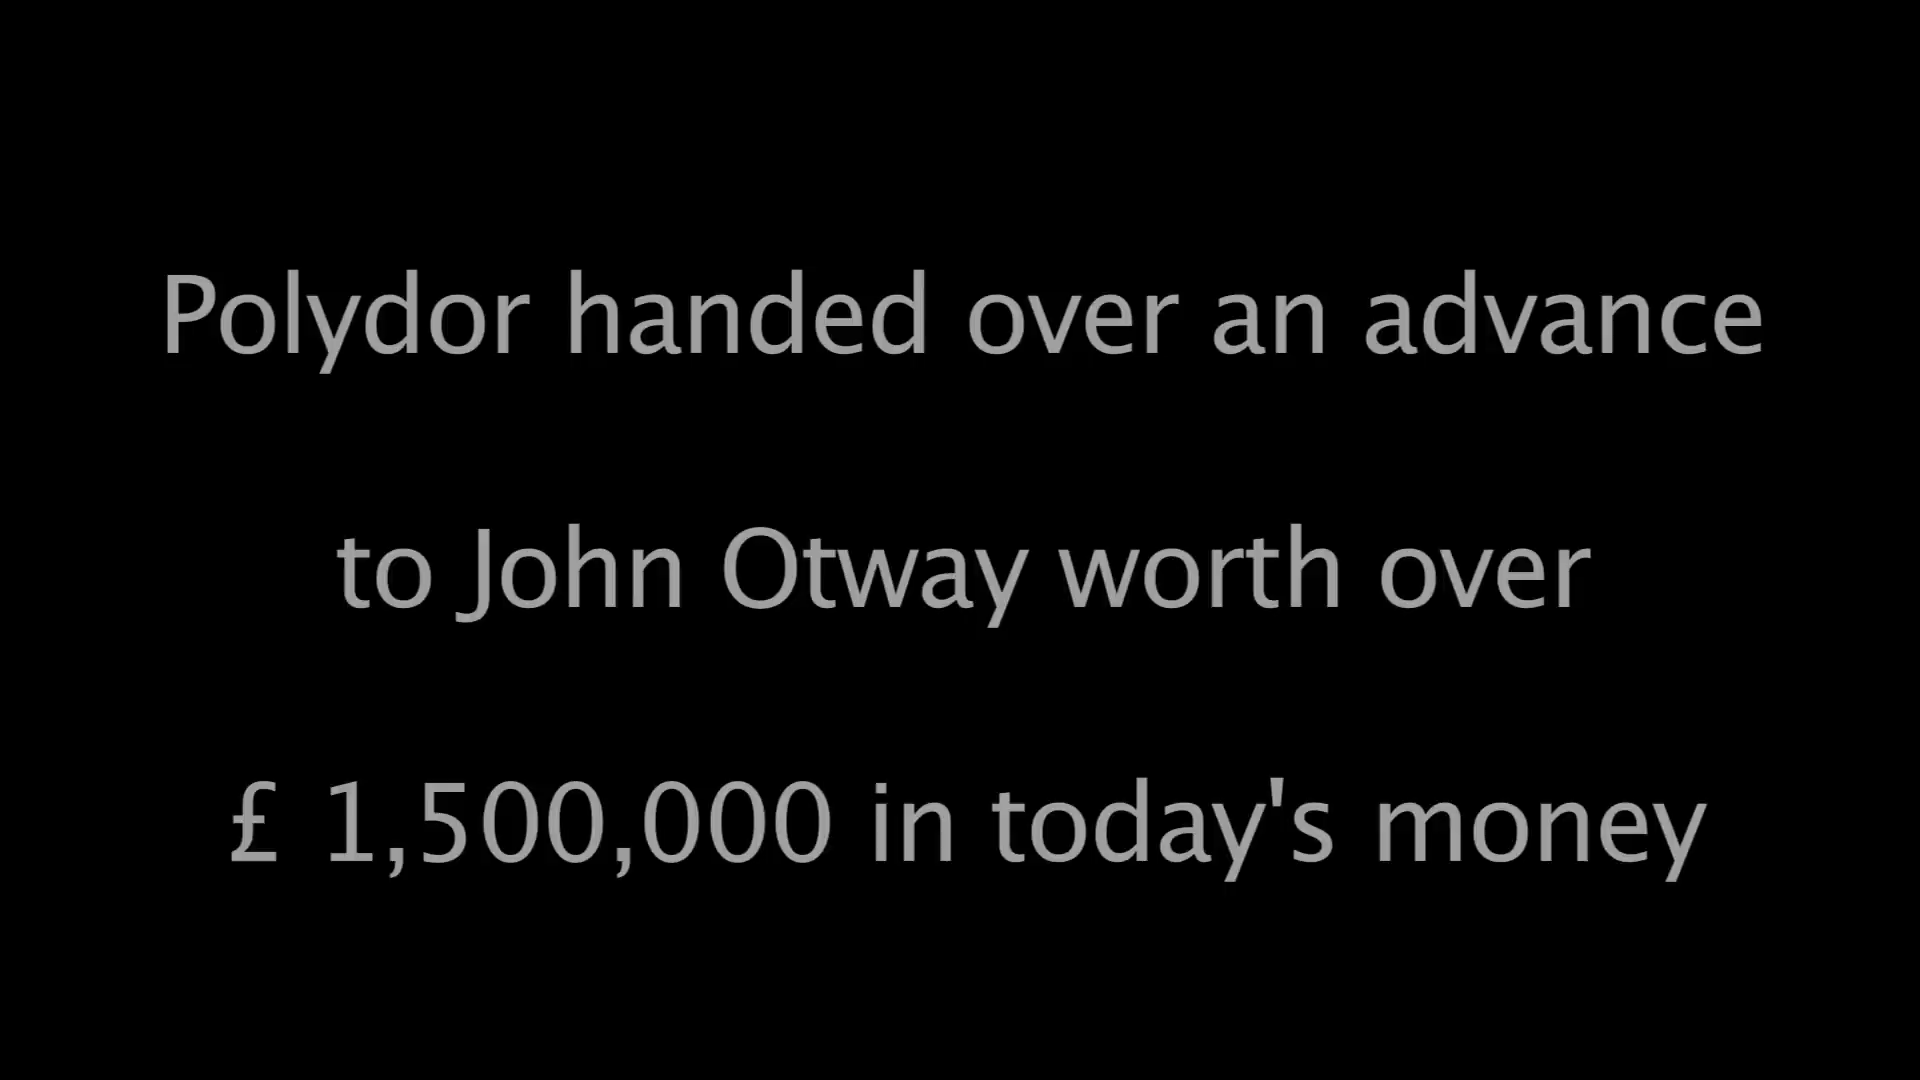 Polydor handed over an advance
to John Otway worth over
£ 1,500,000 in today's money